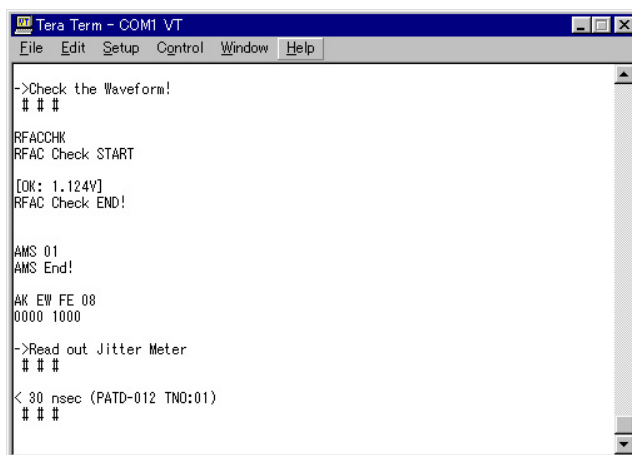 Tera Term - COM1 VT
File Edit Setup Control Window Help
->Check the Waveform!
# # #
RFACCHK
RFAC Check START
[OK: 1.124V]
RFAC Check END!
AMS 01
AMS End!
AK EW FE 08
0000 1000
->Read out Jitter Meter
# # #
< 30 nsec (PATD-012 TNO:01)
# # #